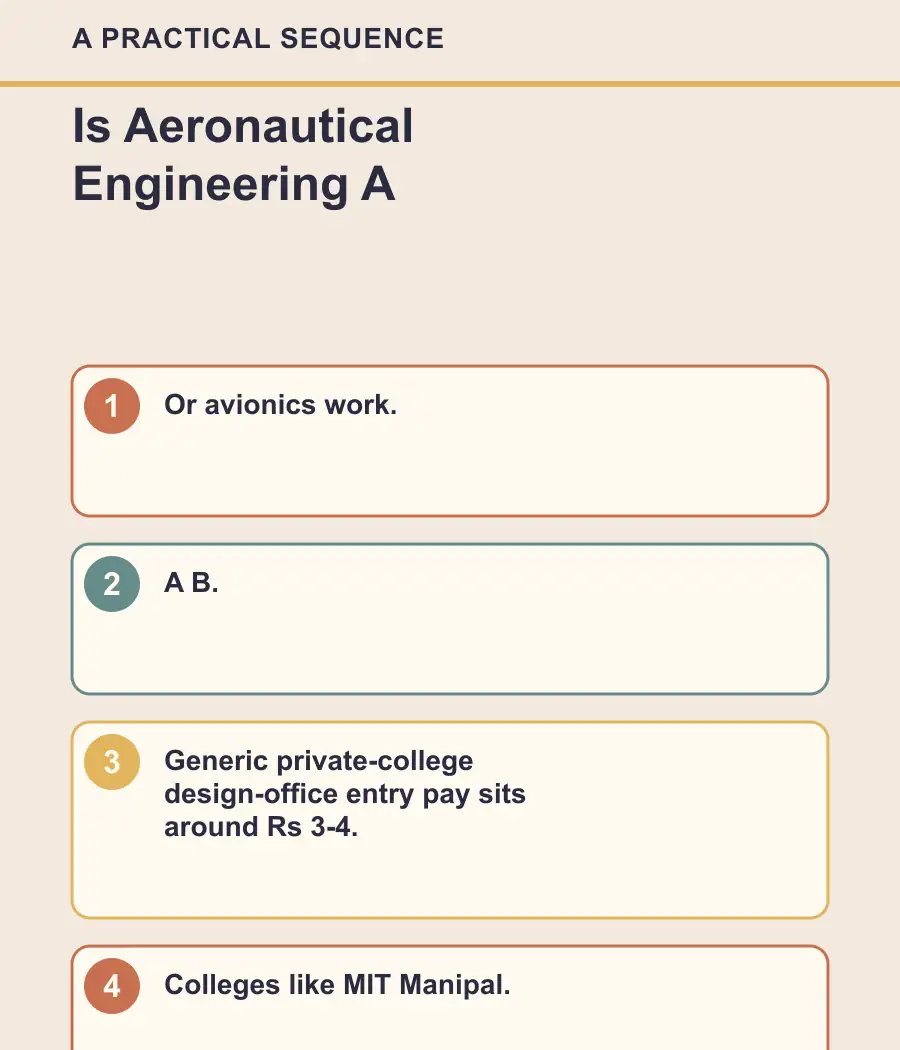 A PRACTICAL SEQUENCE
Is Aeronautical
Engineering A
1
Or avionics work.
2
A B.
3
Generic private-college
design-office entry pay sits
around Rs 3-4.
4
Colleges like MIT Manipal.